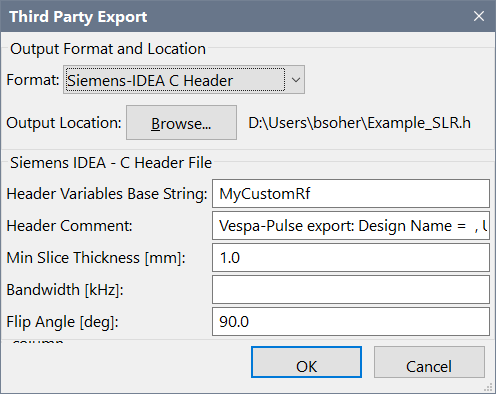 Third Party Export
Output Format and Location
Format: Siemens-IDEA C Header
Output Location: Browse... D:\Users\bsoher\Example_SLR.h
Siemens IDEA - C Header File
Header Variables Base String: MyCustomRf
Header Comment: Vespa-Pulse export: Design Name = , U
Min Slice Thickness [mm]: 1.0
Bandwidth [kHz]:
Flip Angle [deg]: 90.0
column
OK Cancel